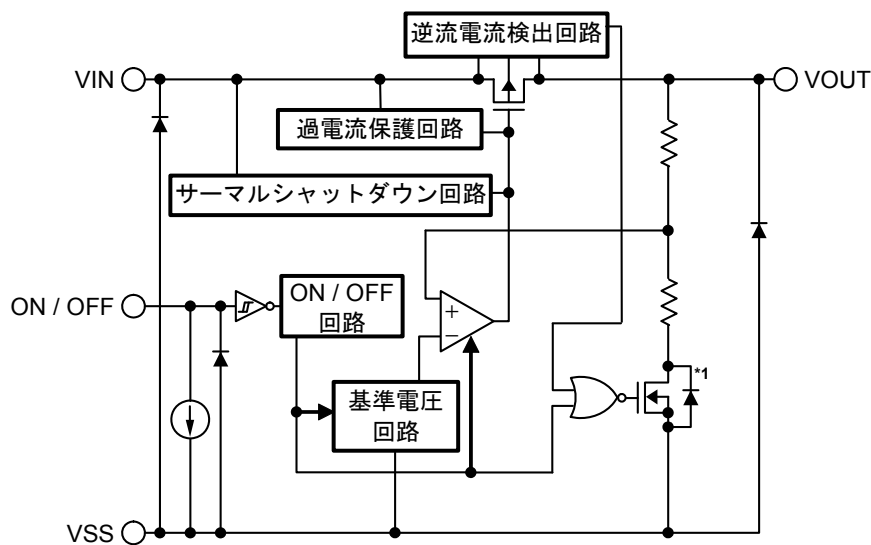 逆流電流検出回路
VIN
VOUT
過電流保護回路
サーマルシャットダウン回路
ON / OFF
ON / OFF
回路
+
−
*1
基準電圧
回路
VSS